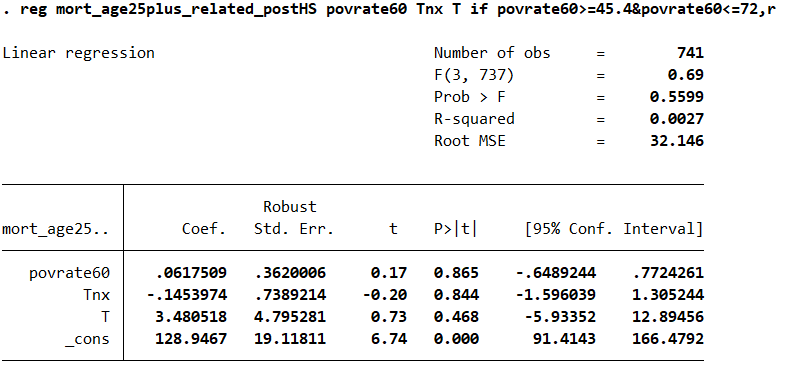 . reg mort_age25plus_related_postHS povrate60 Tnx T if povrate60>=45.4&povrate60<=72,r
Linear regression Number of obs = 741
F(3, 737) = 0.69
Prob > F = 0.5599
R-squared = 0.0027
Root MSE = 32.146
Robust
mort_age25.. Coef. Std. Err. t P>|t| [95% Conf. Interval]
povrate60 .0617509 .3620006 0.17 0.865 -.6489244 .7724261
Tnx -.1453974 .7389214 -0.20 0.844 -1.596039 1.305244
T 3.480518 4.795281 0.73 0.468 -5.93352 12.89456
_cons 128.9467 19.11811 6.74 0.000 91.4143 166.4792